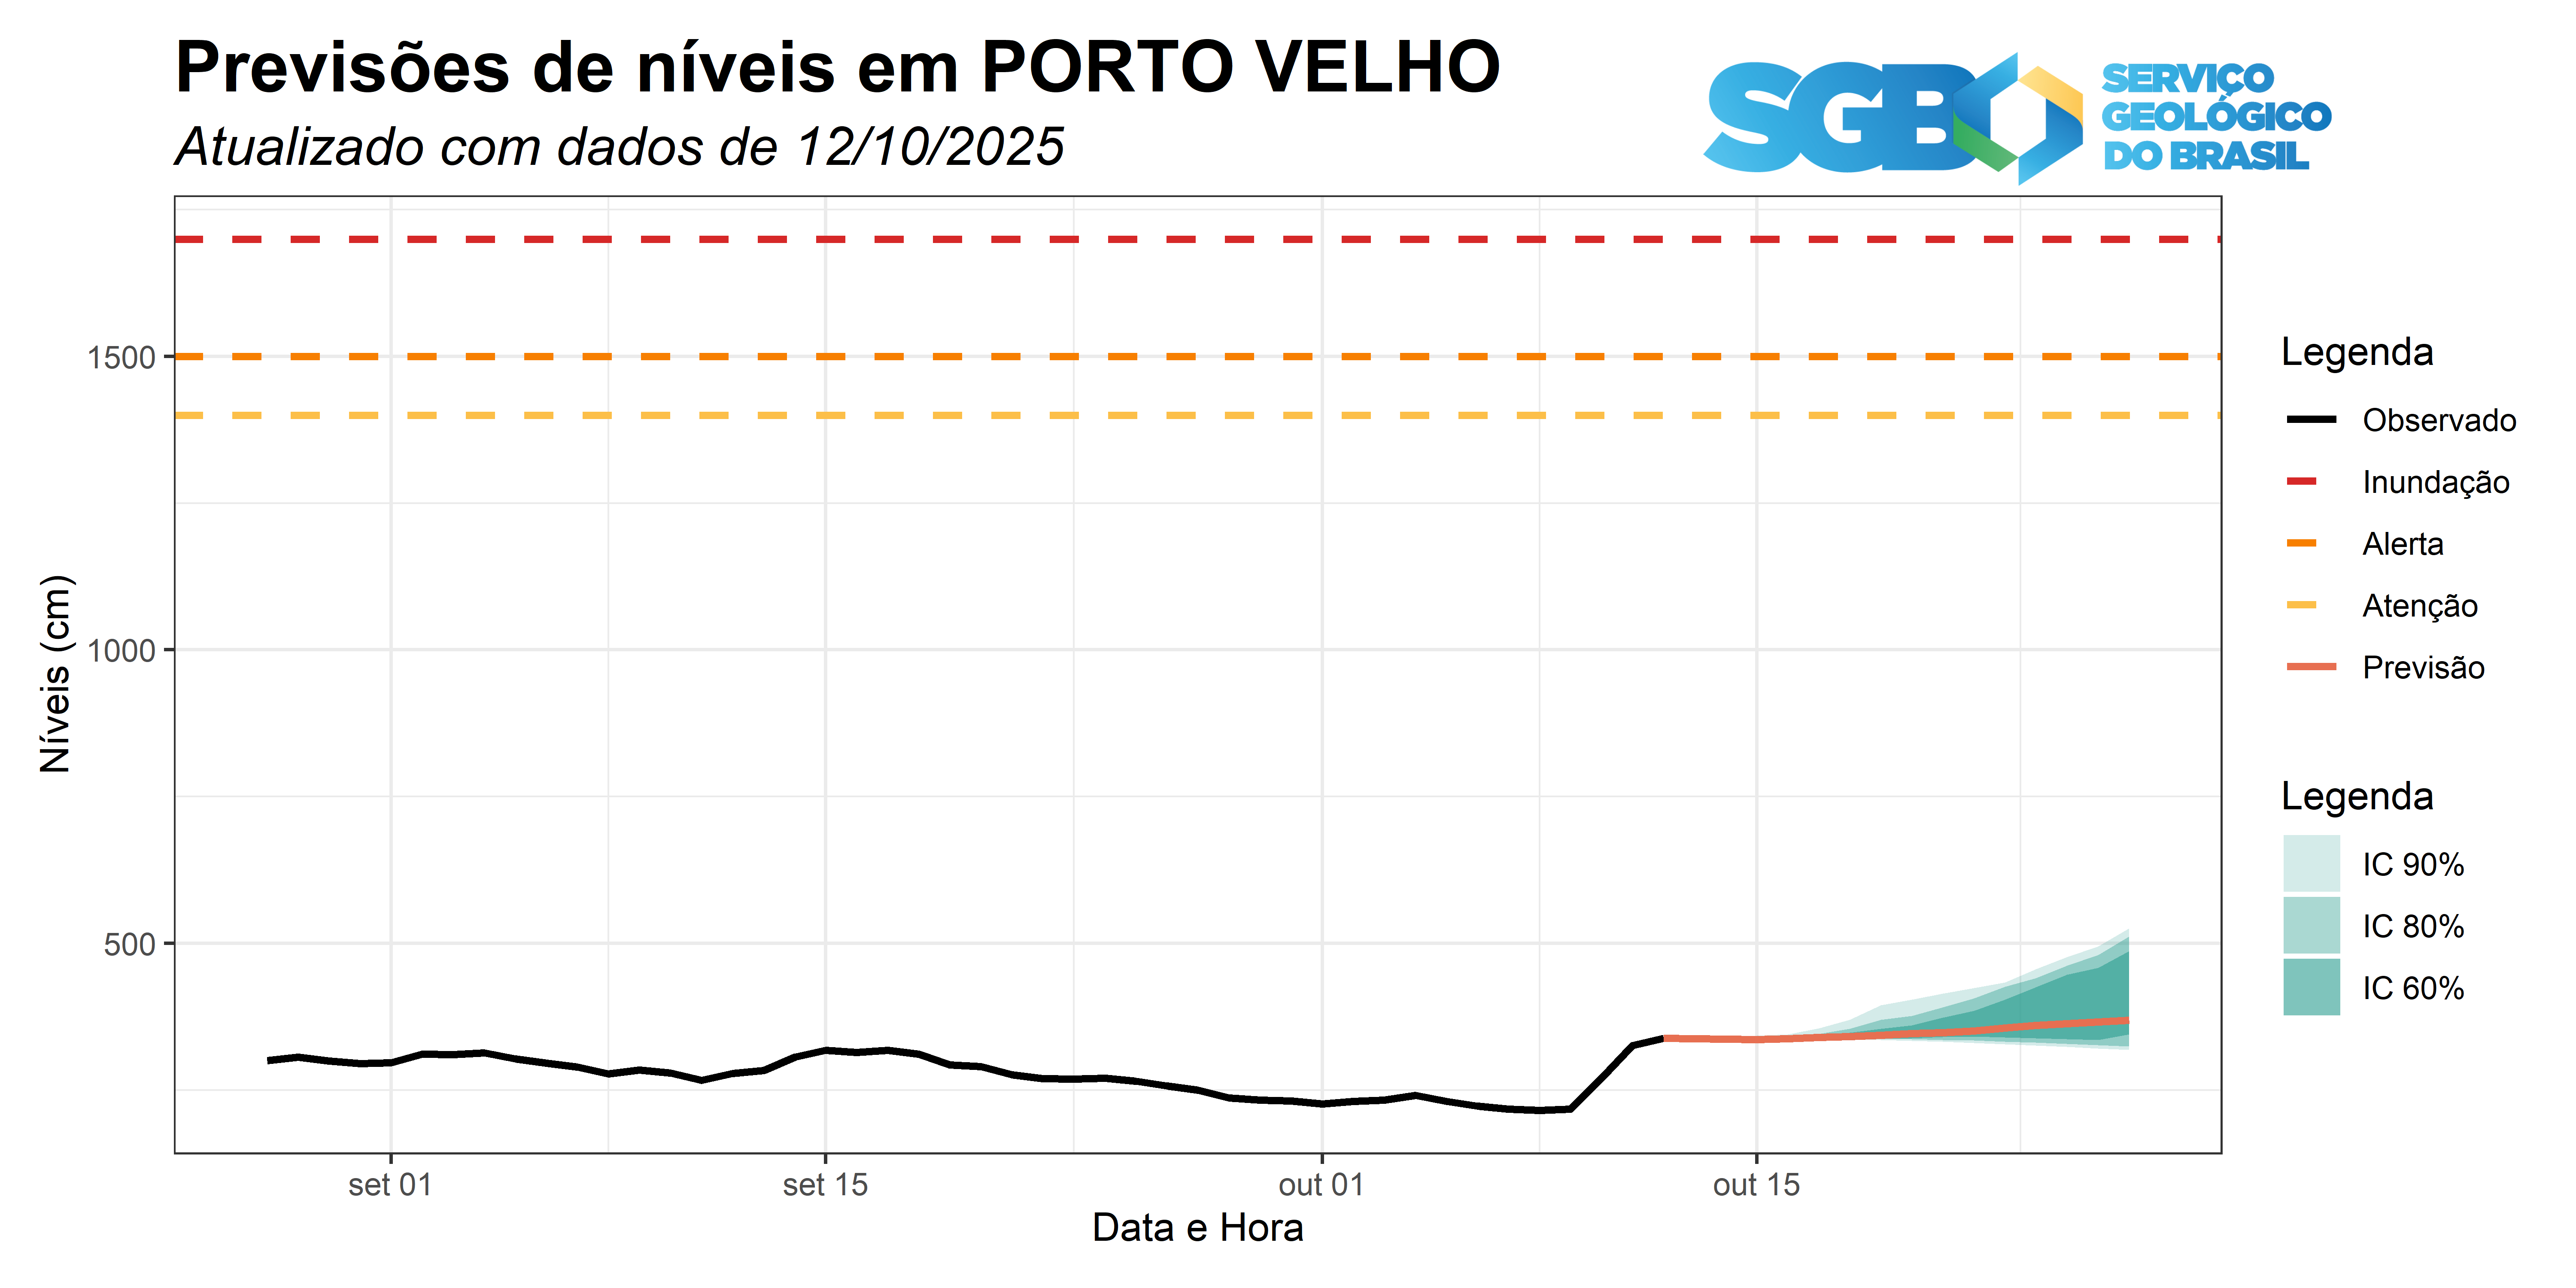 Previsões de níveis em PORTO VELHO
Atualizado com dados de 12/10/2025
SGB
SERVIÇO
GEOLÓGICO
DO BRASIL
Níveis (cm)
1500
1000
500
set 01
set 15
out 01
out 15
Data e Hora
Legenda
Observado
Inundação
Alerta
Atenção
Previsão
Legenda
IC 90%
IC 80%
IC 60%